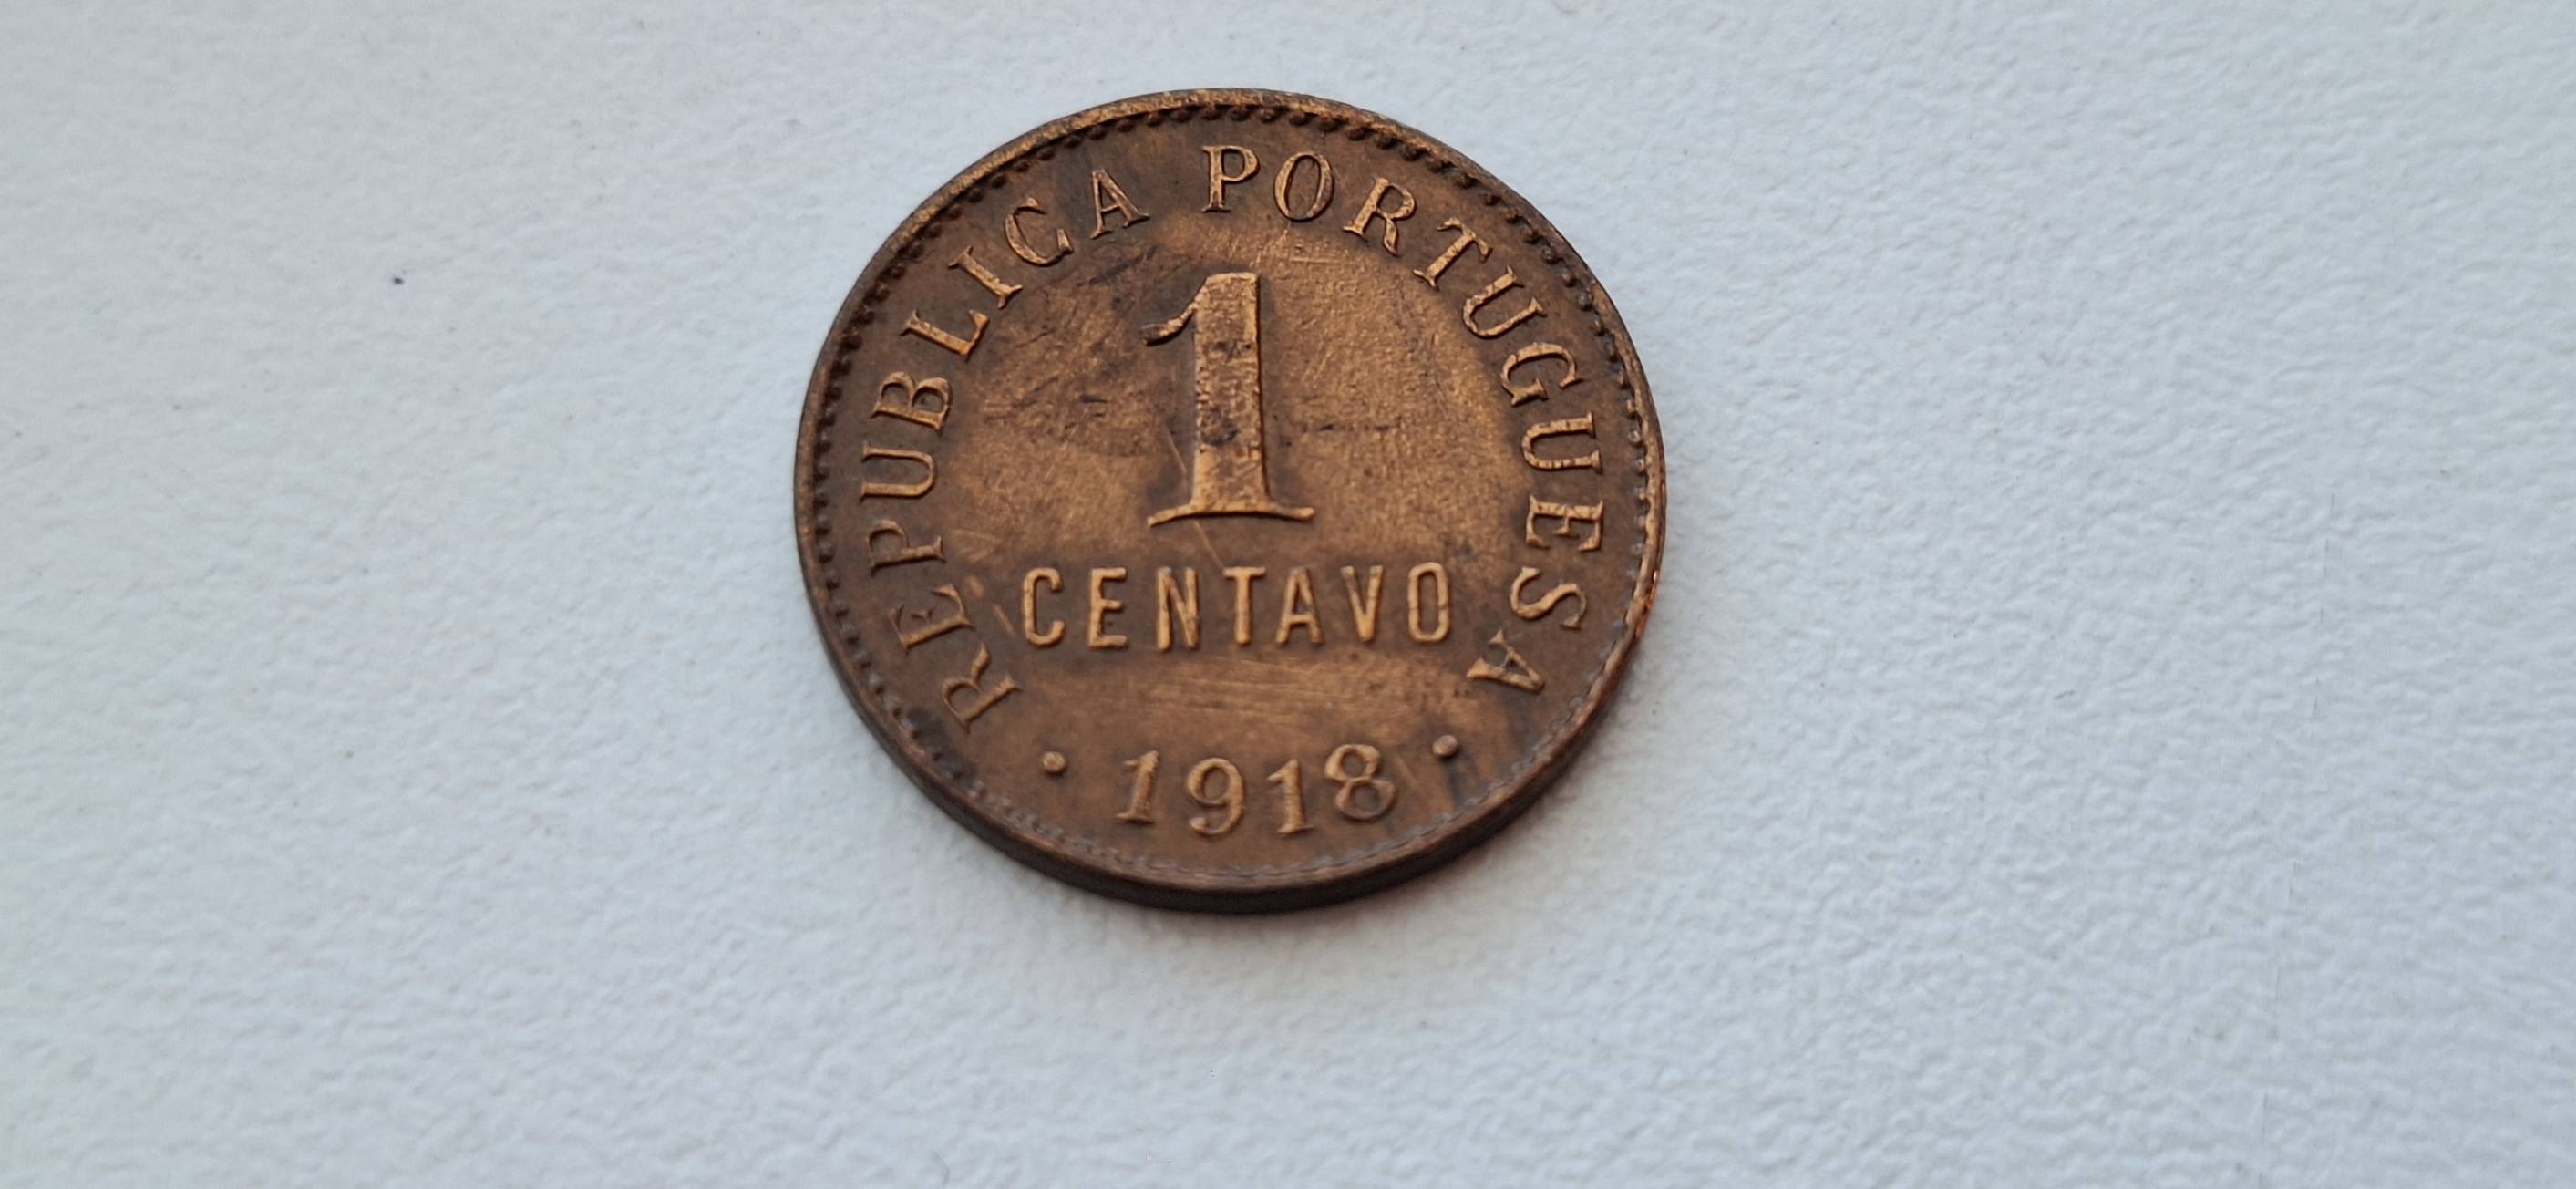 REPUBLICA PORTUGUESA
1
CENTAVO
• 1918 •